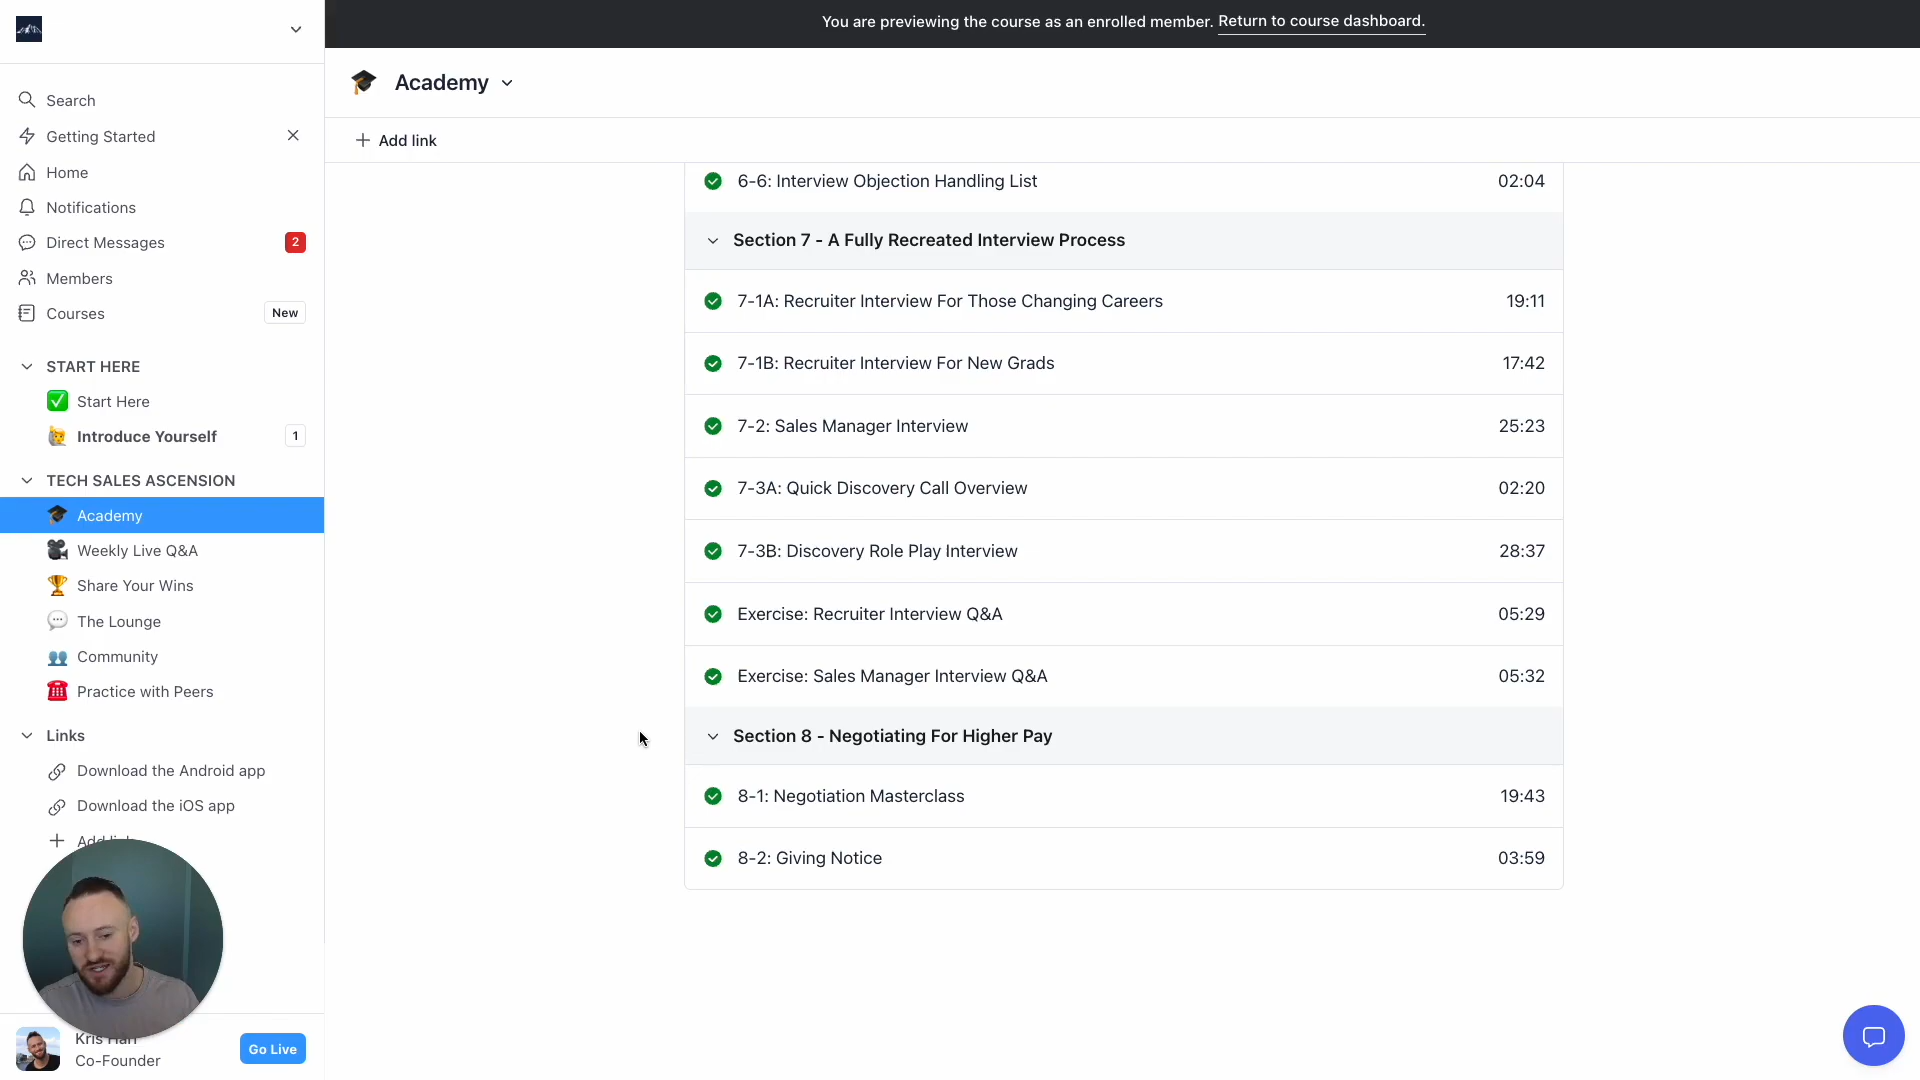 You are previewing the course as an enrolled member. Return to course dashboard.
Search
Getting Started
Home
Notifications
Direct Messages 2
Members
Courses New
START HERE
Start Here
Introduce Yourself 1
TECH SALES ASCENSION
Academy
Weekly Live Q&A
Share Your Wins
The Lounge
Community
Practice with Peers
Links
Download the Android app
Download the iOS app
Kris
Co-Founder
Go Live
Academy
Add link
6-6: Interview Objection Handling List 02:04
Section 7 - A Fully Recreated Interview Process
7-1A: Recruiter Interview For Those Changing Careers 19:11
7-1B: Recruiter Interview For New Grads 17:42
7-2: Sales Manager Interview 25:23
7-3A: Quick Discovery Call Overview 02:20
7-3B: Discovery Role Play Interview 28:37
Exercise: Recruiter Interview Q&A 05:29
Exercise: Sales Manager Interview Q&A 05:32
Section 8 - Negotiating For Higher Pay
8-1: Negotiation Masterclass 19:43
8-2: Giving Notice 03:59